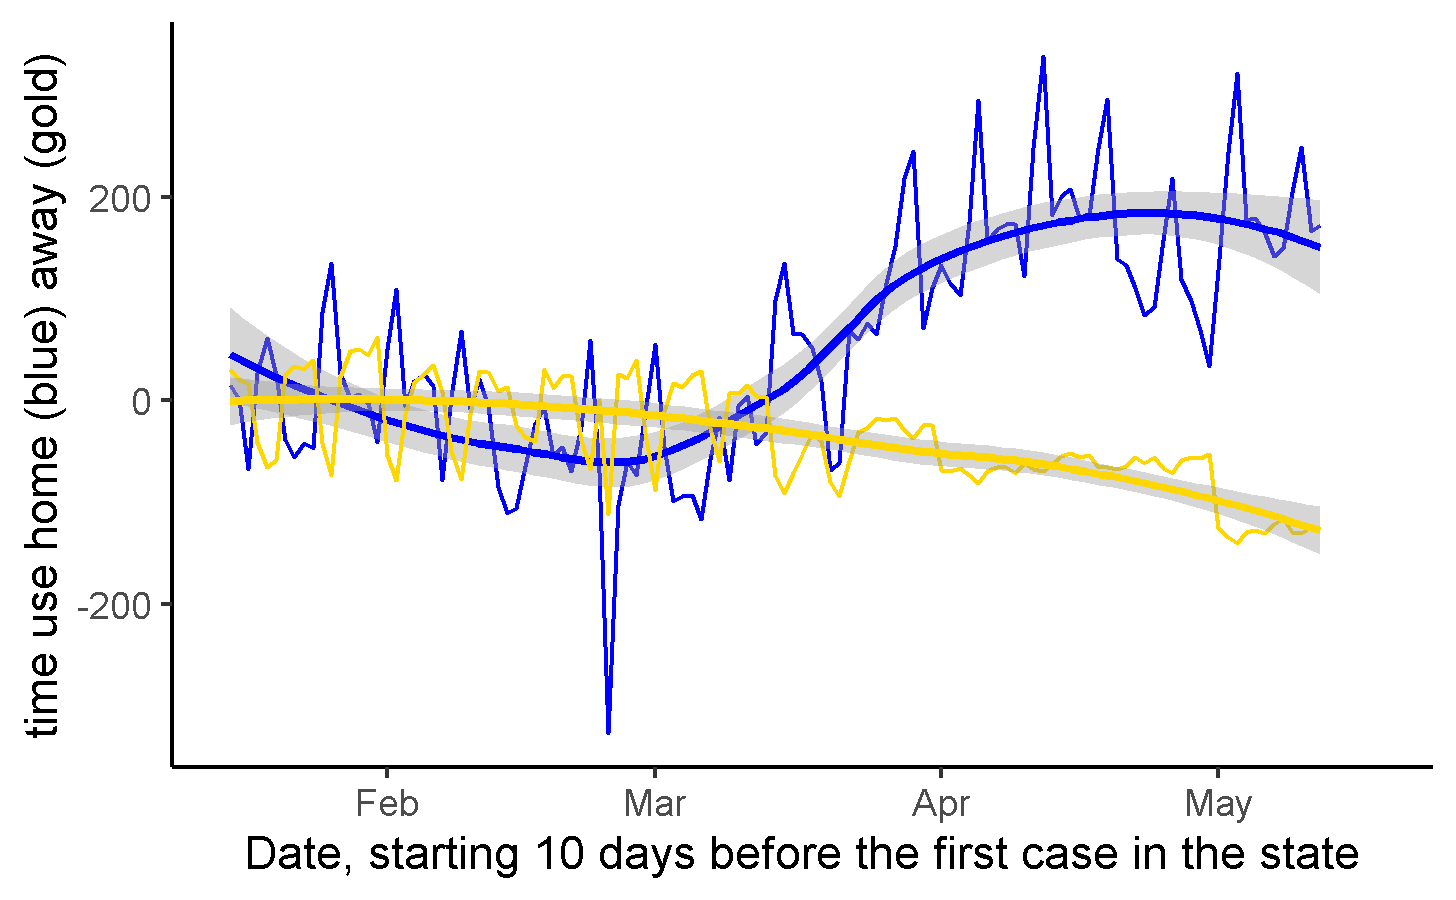 time use home (blue) away (gold)
200
0
-200
Feb Mar Apr May
Date, starting 10 days before the first case in the state